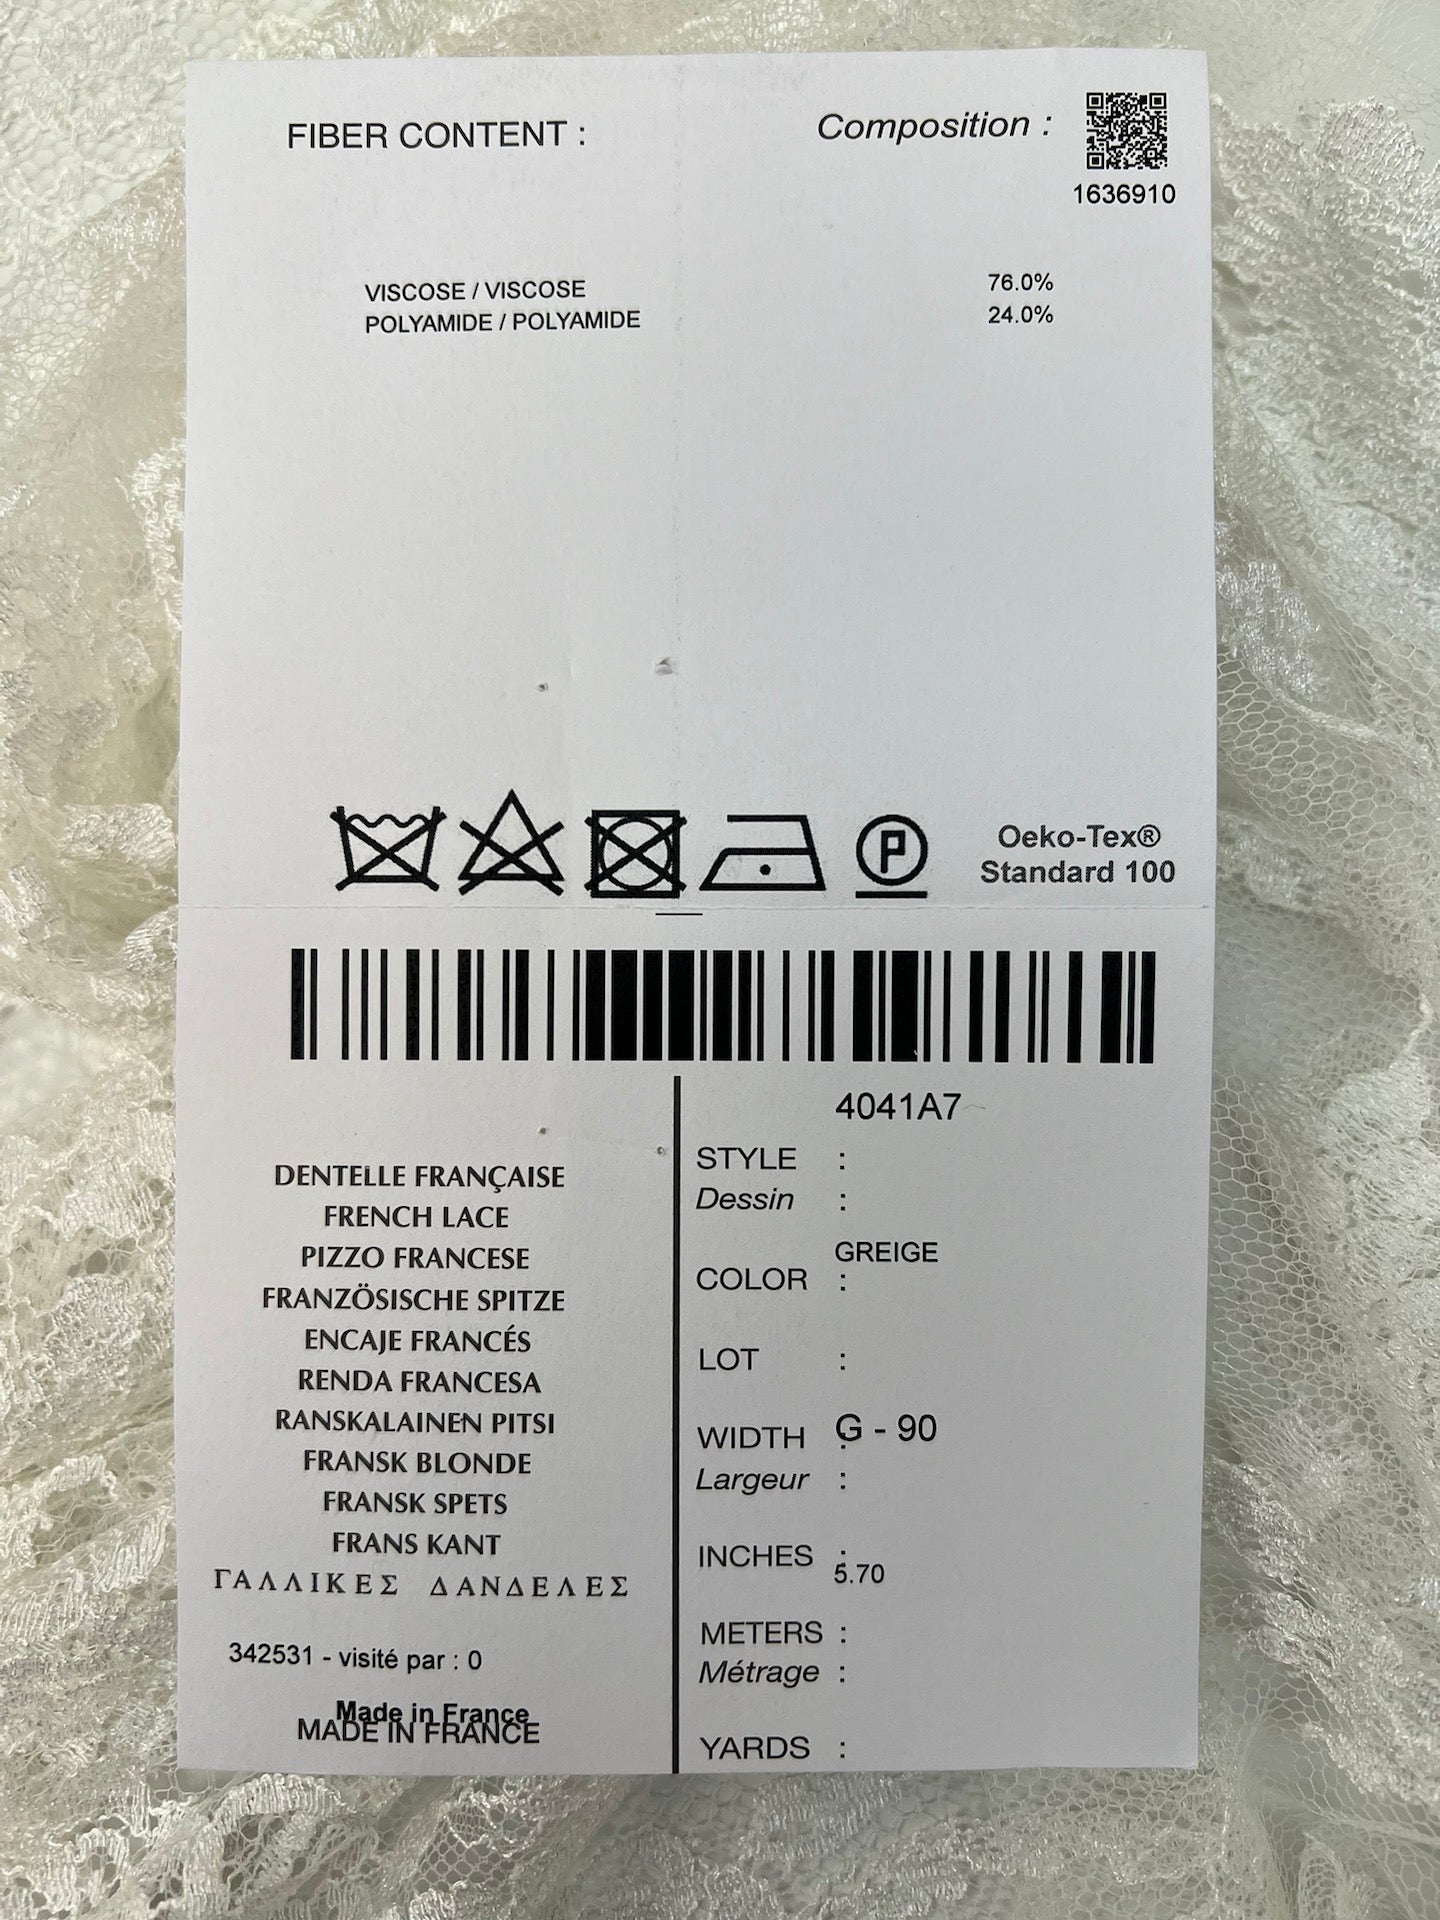 FIBER CONTENT :
Composition :
1636910
VISCOSE / VISCOSE 76.0%
POLYAMIDE / POLYAMIDE 24.0%
P
Oeko-Tex®
Standard 100
DENTELLE FRANÇAISE
FRENCH LACE
PIZZO FRANCESE
FRANZÖSISCHE SPITZE
ENCAJE FRANCÉS
RENDA FRANCESA
RANSKALAINEN PITSI
FRANSK BLONDE
FRANSK SPETS
FRANS KANT
ΓΑΛΛΙΚΕΣ ΔΑΝΔΕΛΕΣ
342531 - visité par : 0
Made in France
MADE IN FRANCE
4041A7
STYLE :
Dessin :
GREIGE
COLOR :
LOT :
WIDTH : G - 90
Largeur :
INCHES :
5.70
METERS :
Métrage :
YARDS :